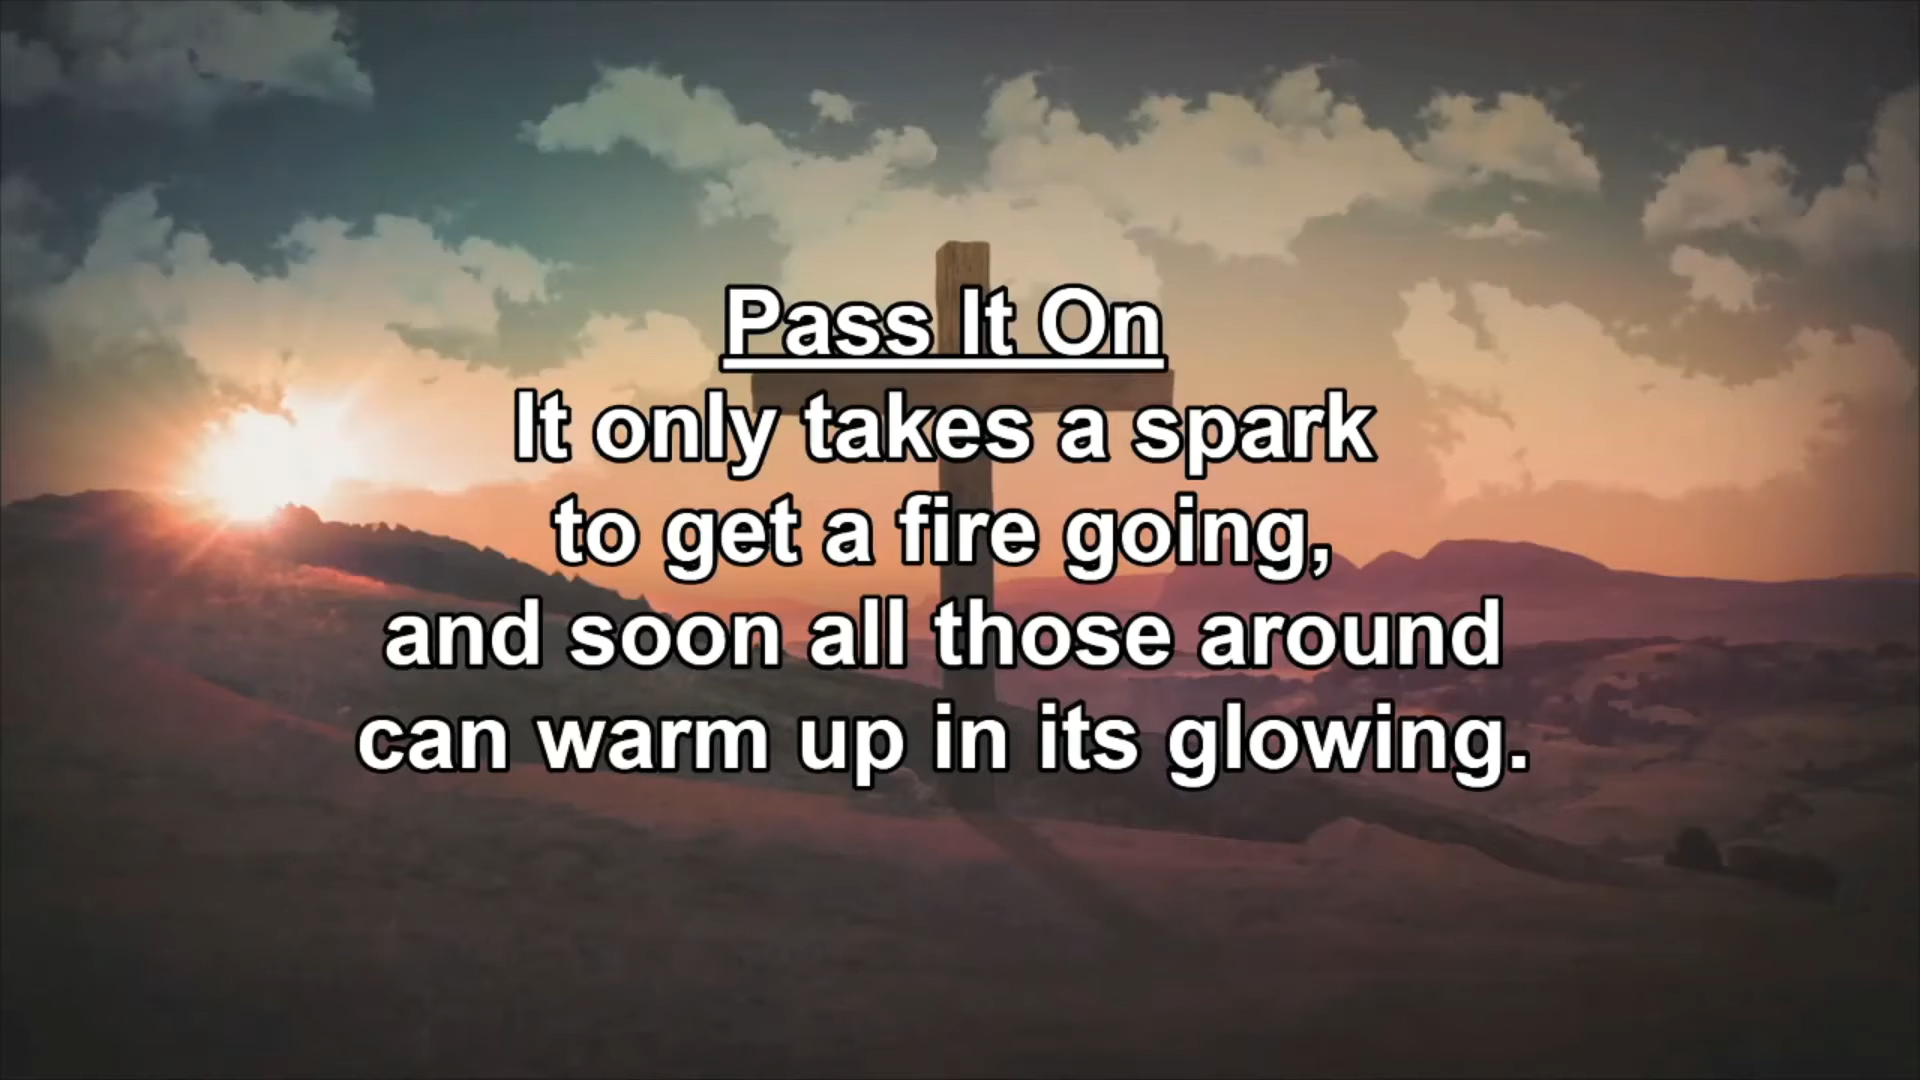 Pass It On
It only takes a spark
to get a fire going,
and soon all those around
can warm up in its glowing.